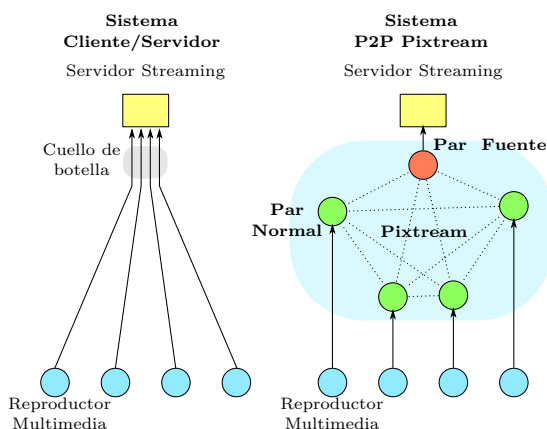 Sistema
Cliente/Servidor
Servidor Streaming
Cuello de
botella
Reproductor
Multimedia
Sistema
P2P Pixtream
Servidor Streaming
Par Fuente
Par
Normal
Pixtream
Reproductor
Multimedia